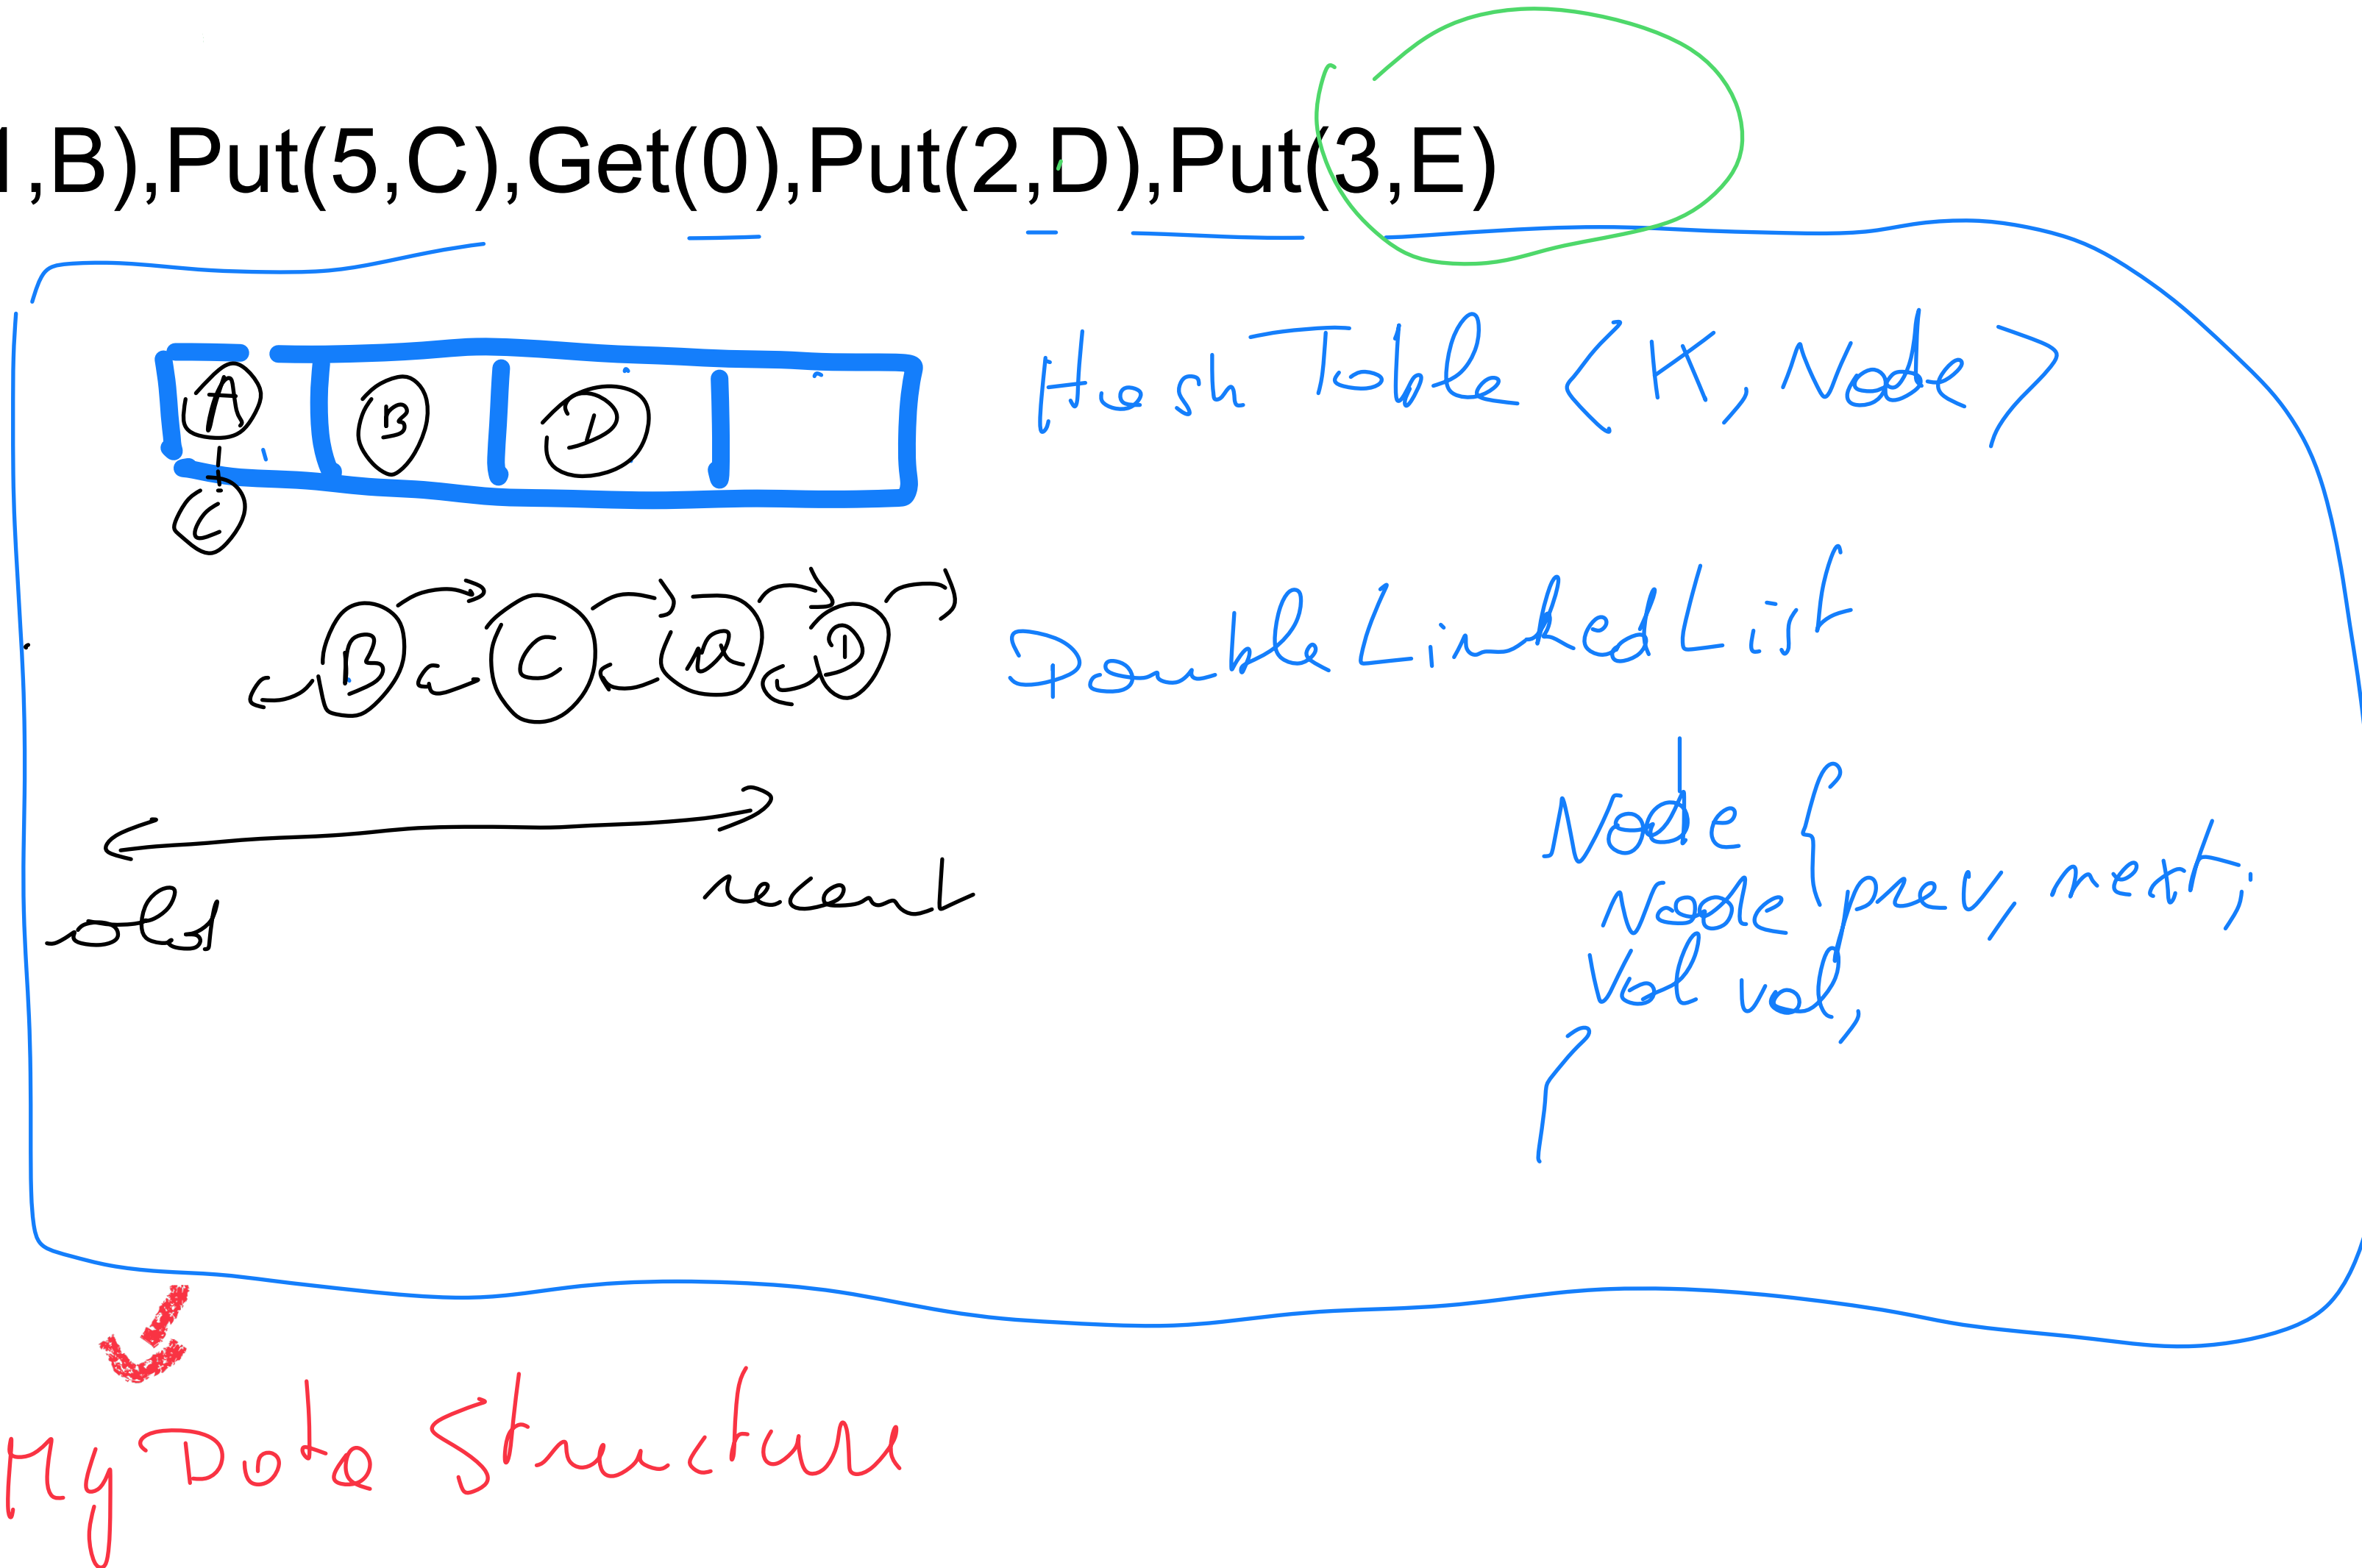 1,B),Put(5,C),Get(0),Put(2,D),Put(3,E)
A B D
Hash Table <K, Node>
C
B C A D
Double Linked List
old recent
Node {
Node prev, next;
Val val;
}
My Data Structure